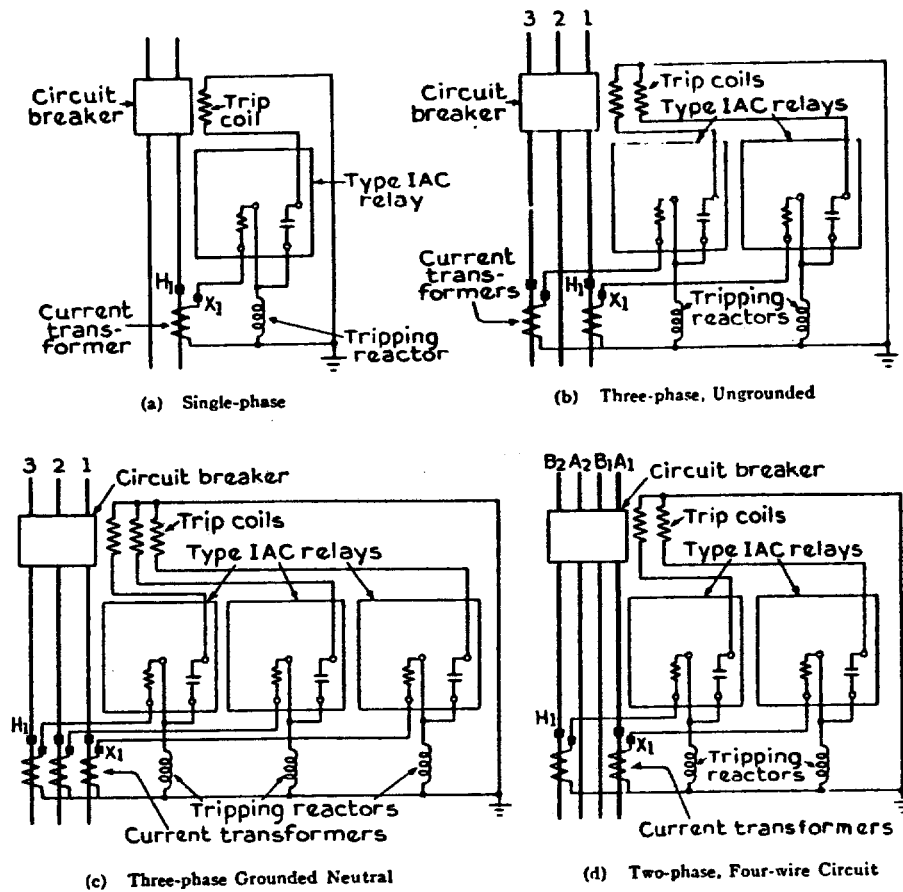 Circuit
breaker
Trip
coil
Type IAC
relay
H1
X1
Current
trans-
former
Tripping
reactor
(a) Single-phase
3 2 1
Circuit
breaker
Trip coils
Type IAC relays
Current
trans-
formers
H1
X1
Tripping
reactors
(b) Three-phase, Ungrounded
3 2 1
Circuit breaker
Trip coils
Type IAC relays
H1
X1
Tripping reactors
Current transformers
(c) Three-phase Grounded Neutral
B2 A2 B1 A1
Circuit breaker
Trip coils
Type IAC relays
H1
X1
Tripping
reactors
Current transformers
(d) Two-phase, Four-wire Circuit